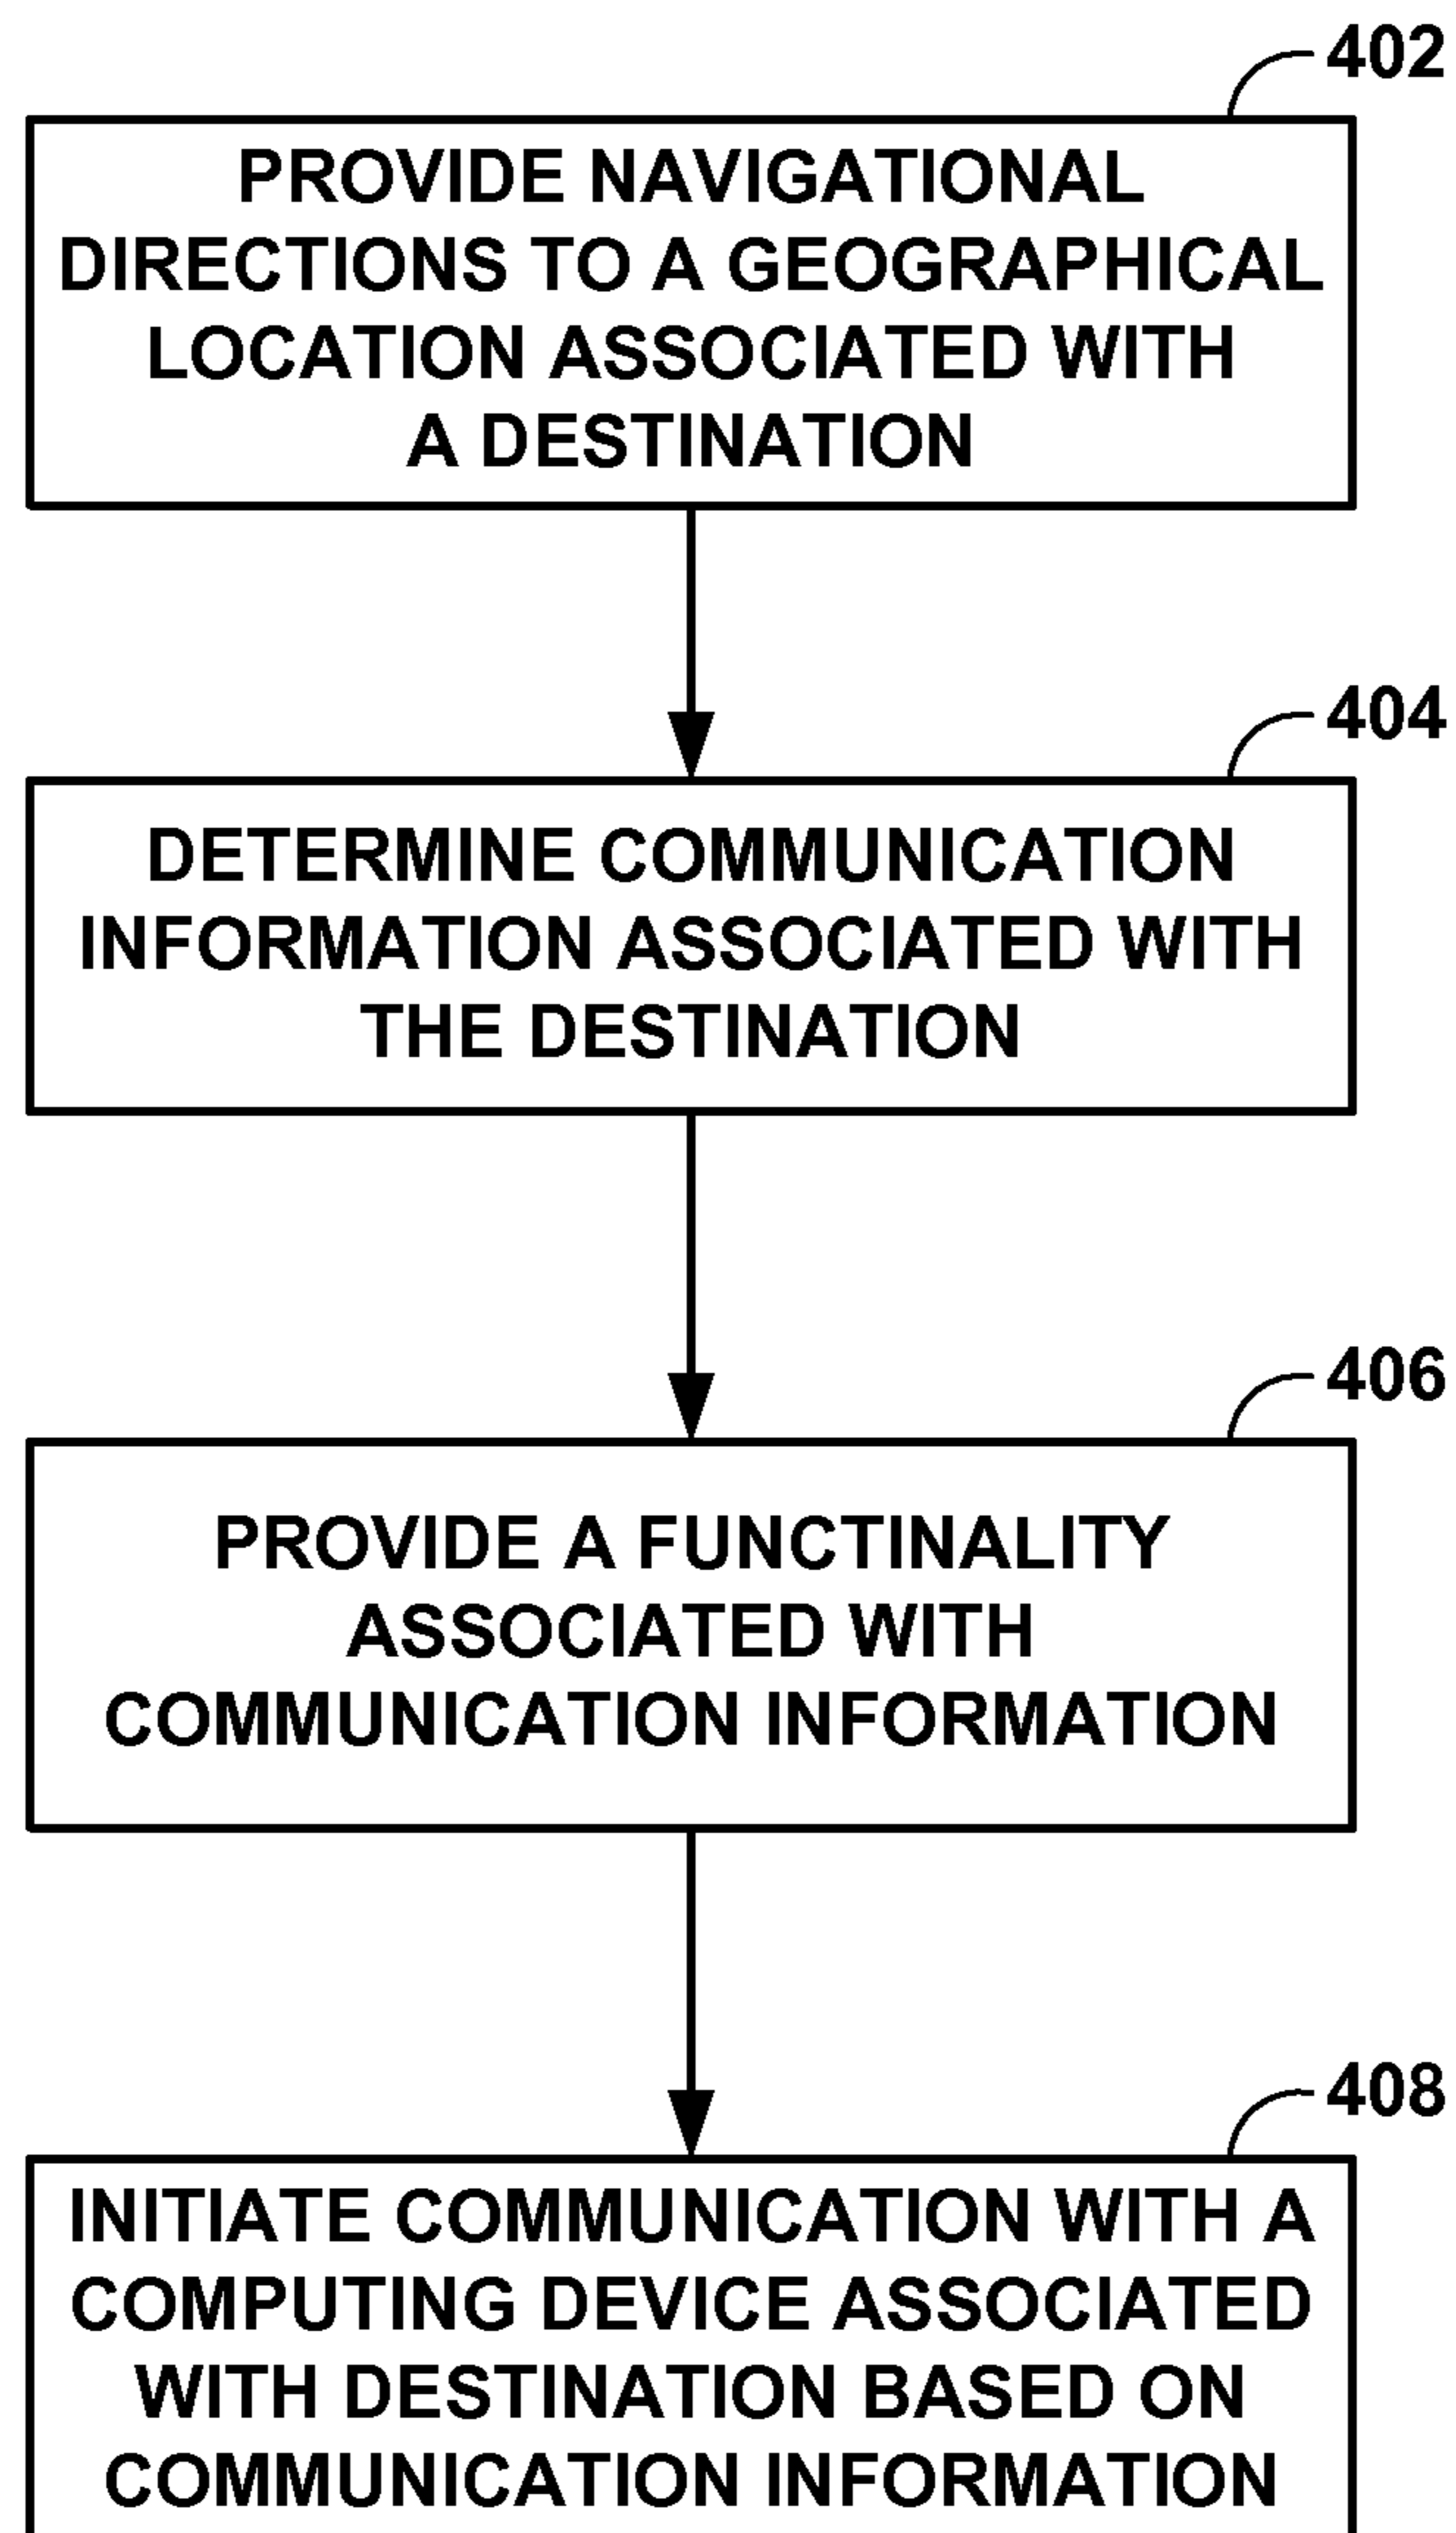 402
PROVIDE NAVIGATIONAL
DIRECTIONS TO A GEOGRAPHICAL
LOCATION ASSOCIATED WITH
A DESTINATION
404
DETERMINE COMMUNICATION
INFORMATION ASSOCIATED WITH
THE DESTINATION
406
PROVIDE A FUNCTINALITY
ASSOCIATED WITH
COMMUNICATION INFORMATION
408
INITIATE COMMUNICATION WITH A
COMPUTING DEVICE ASSOCIATED
WITH DESTINATION BASED ON
COMMUNICATION INFORMATION